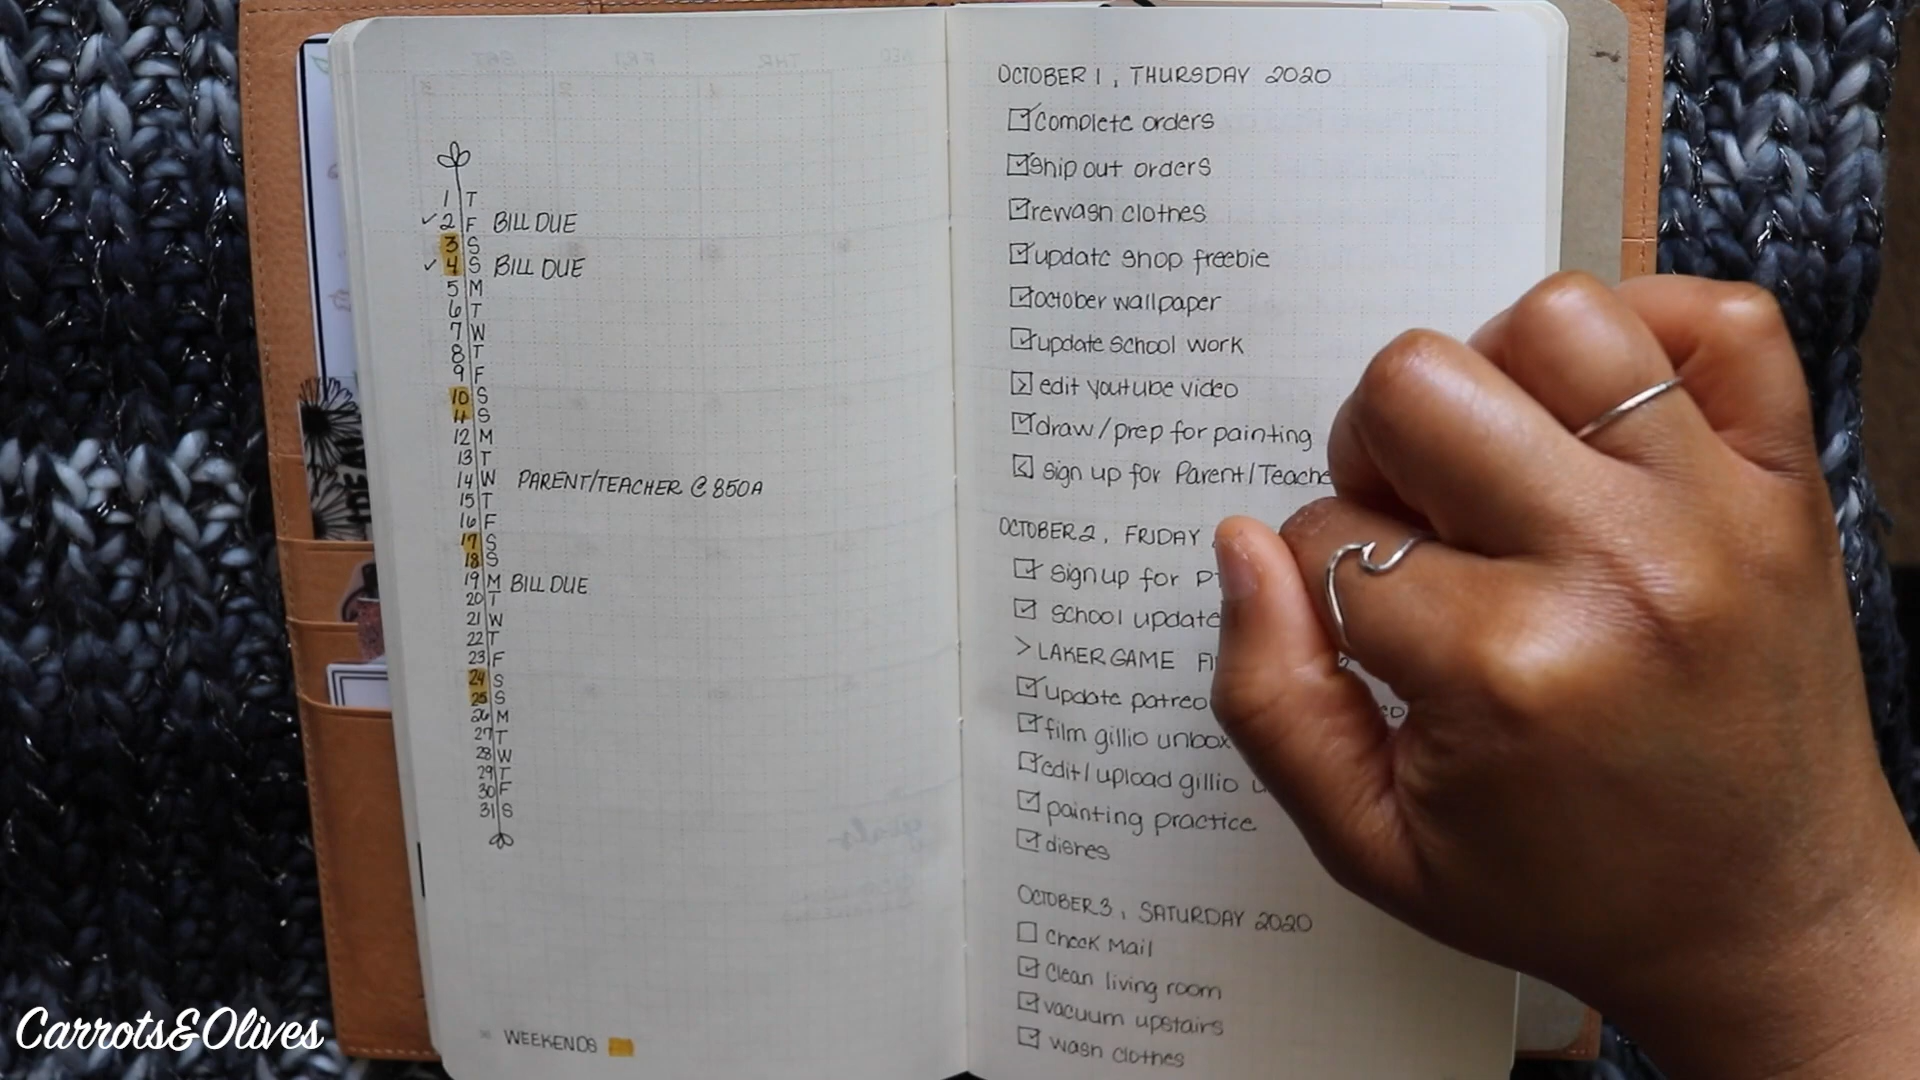 1 T
✓ 2 F BILL DUE
3 S
✓ 4 S BILL DUE
5 M
6 T
7 W
8 T
9 F
10 S
11 S
12 M
13 T
14 W PARENT/TEACHER @ 850A
15 T
16 F
17 S
18 S
19 M BILL DUE
20 T
21 W
22 T
23 F
24 S
25 S
26 M
27 T
28 W
29 T
30 F
31 S
WEEKENDS
OCTOBER 1, THURSDAY 2020
Complete orders
Ship out orders
rewash clothes
update shop freebie
October wallpaper
update school work
edit youtube video
draw/prep for painting
sign up for Parent/Teache
OCTOBER 2, FRIDAY
sign up for
school update
> LAKER GAME
update patreo
film gillio unbox
edit/upload gillio
painting practice
dishes
OCTOBER 3, SATURDAY 2020
Check Mail
Clean living room
vacuum upstairs
wash clothes
Carrots&Olives